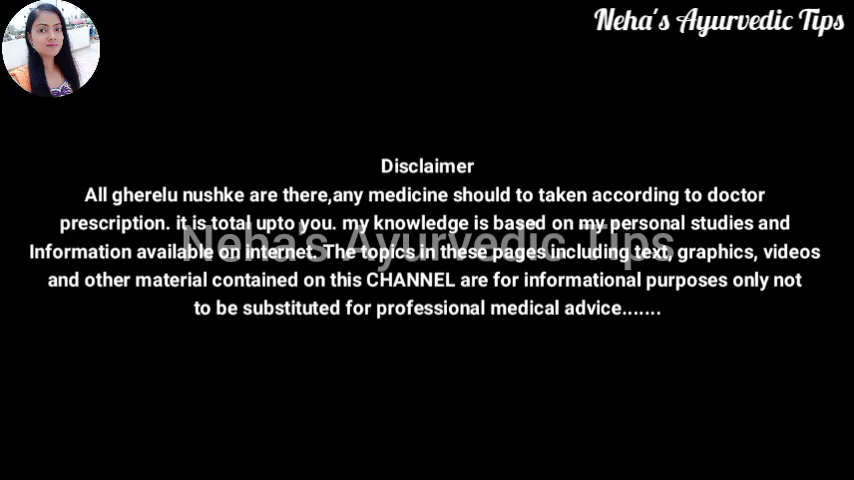 Neha's Ayurvedic Tips
Disclaimer
All gherelu nushke are there,any medicine should to taken according to doctor
prescription. it is total upto you. my knowledge is based on my personal studies and
Information available on internet. The topics in these pages including text, graphics, videos
and other material contained on this CHANNEL are for informational purposes only not
to be substituted for professional medical advice.......
Neha's Ayurvedic Tips